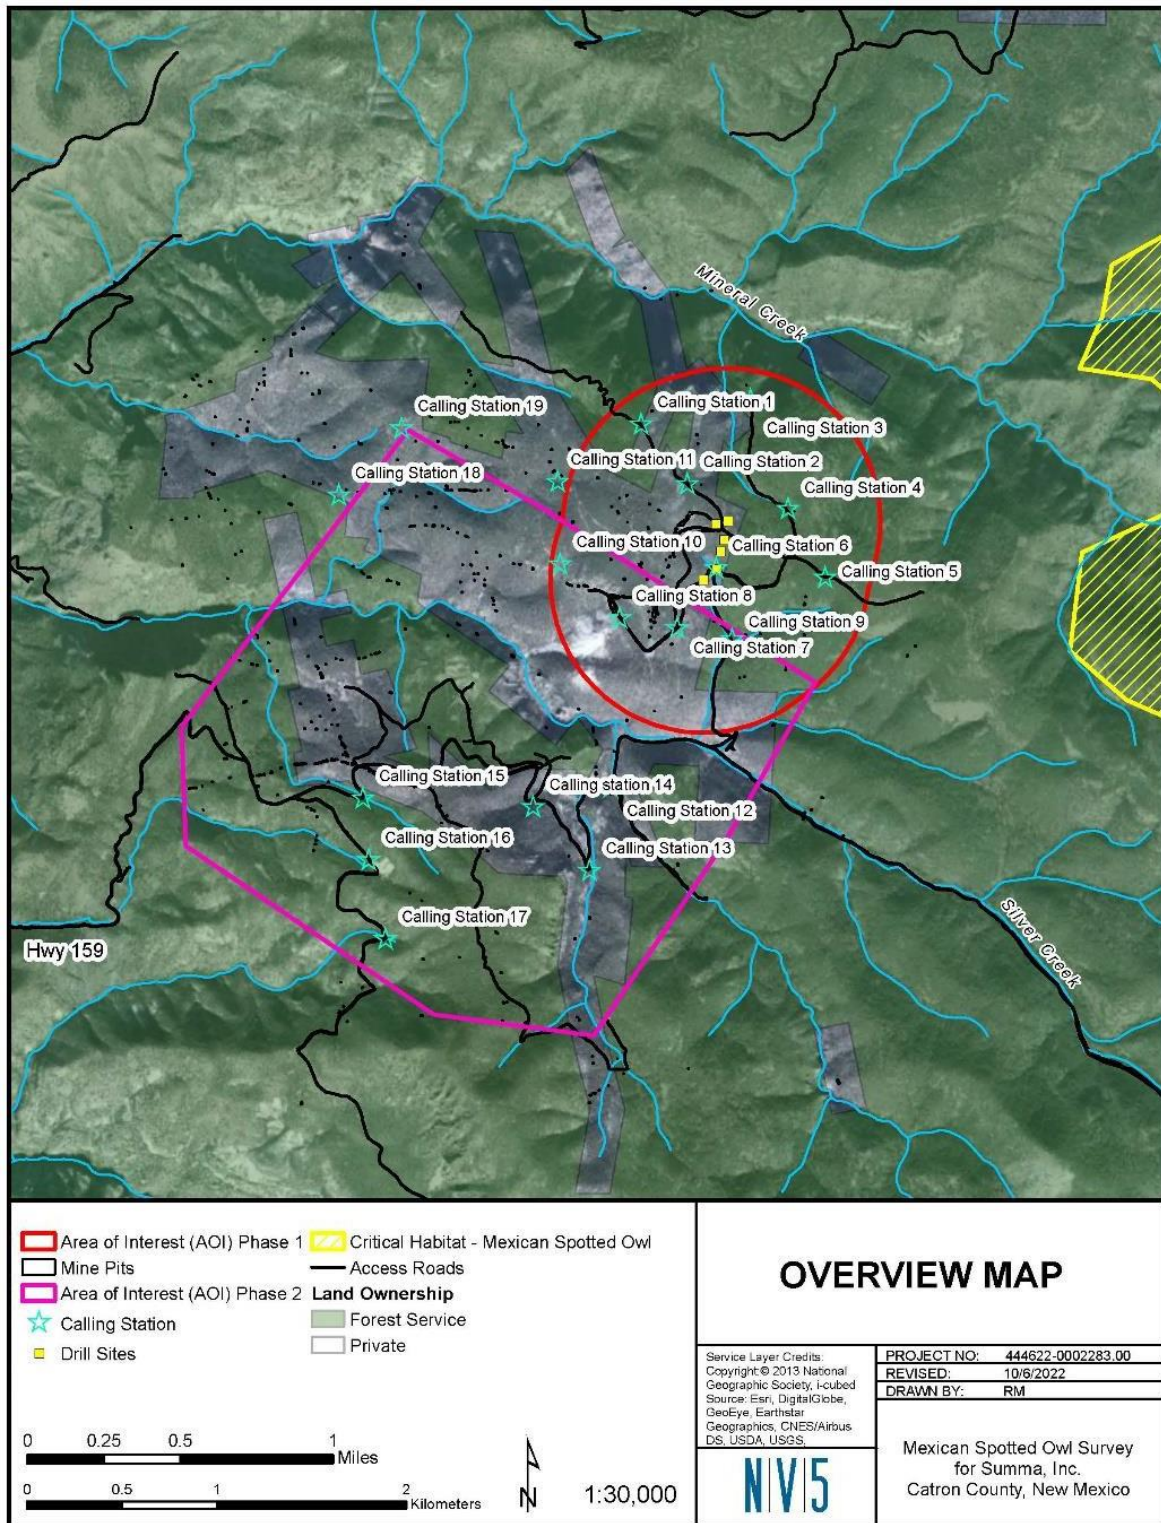 Mineral Creek
Calling Station 19
Calling Station 1
Calling Station 3
Calling Station 18
Calling Station 11
Calling Station 2
Calling Station 4
Calling Station 10
Calling Station 6
Calling Station 5
Calling Station 8
Calling Station 9
Calling Station 7
Calling Station 15
Calling station 14
Calling Station 12
Calling Station 16
Calling Station 13
Calling Station 17
Hwy 159
Silver Creek
Area of Interest (AOI) Phase 1
Mine Pits
Area of Interest (AOI) Phase 2
Calling Station
Drill Sites
Critical Habitat - Mexican Spotted Owl
Access Roads
Land Ownership
Forest Service
Private
0 0.25 0.5 1
Miles
0 0.5 1 2
Kilometers
N
1:30,000
OVERVIEW MAP
Service Layer Credits:
Copyright:© 2013 National
Geographic Society, i-cubed
Source: Esri, DigitalGlobe,
GeoEye, Earthstar
Geographics, CNES/Airbus
DS, USDA, USGS,
NV5
PROJECT NO: 444622-0002283.00
REVISED: 10/6/2022
DRAWN BY: RM
Mexican Spotted Owl Survey
for Summa, Inc.
Catron County, New Mexico